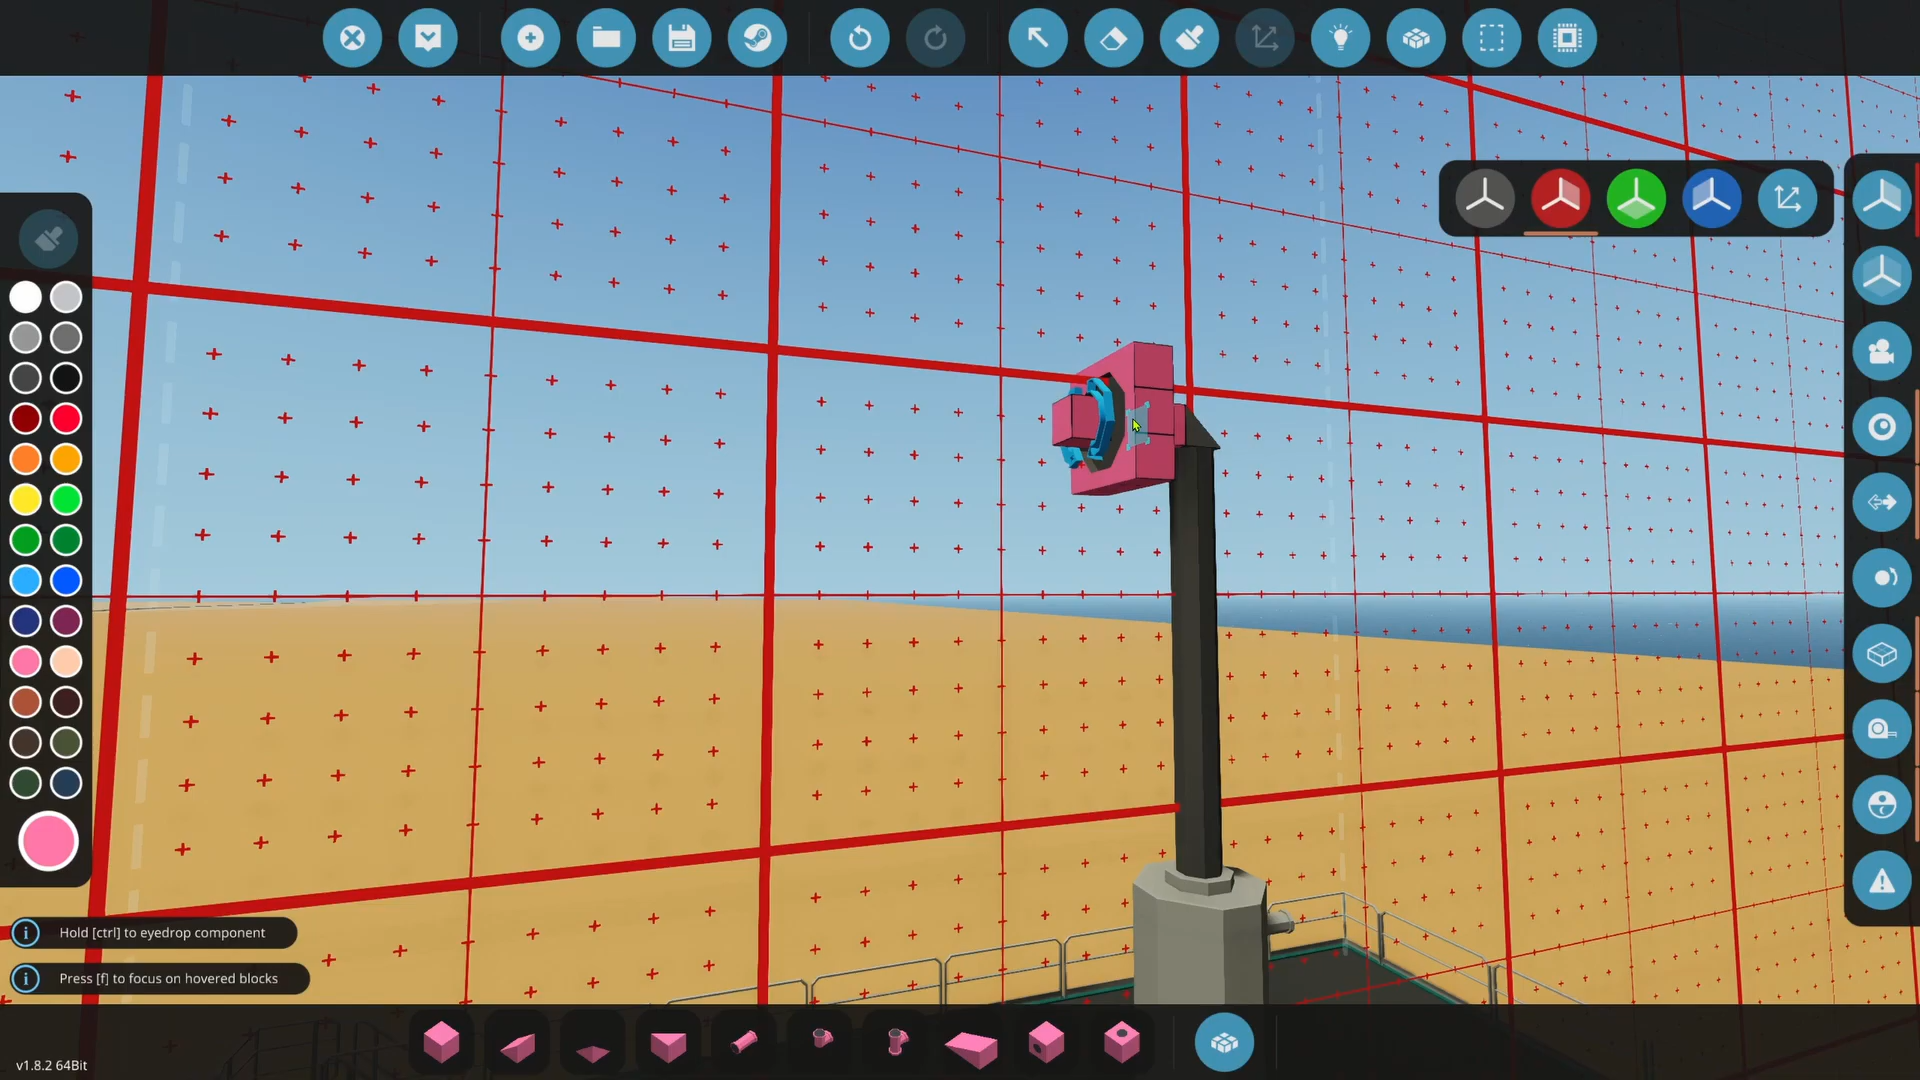 Hold [ctrl] to eyedrop component
Press [f] to focus on hovered blocks
v1.8.2 64Bit